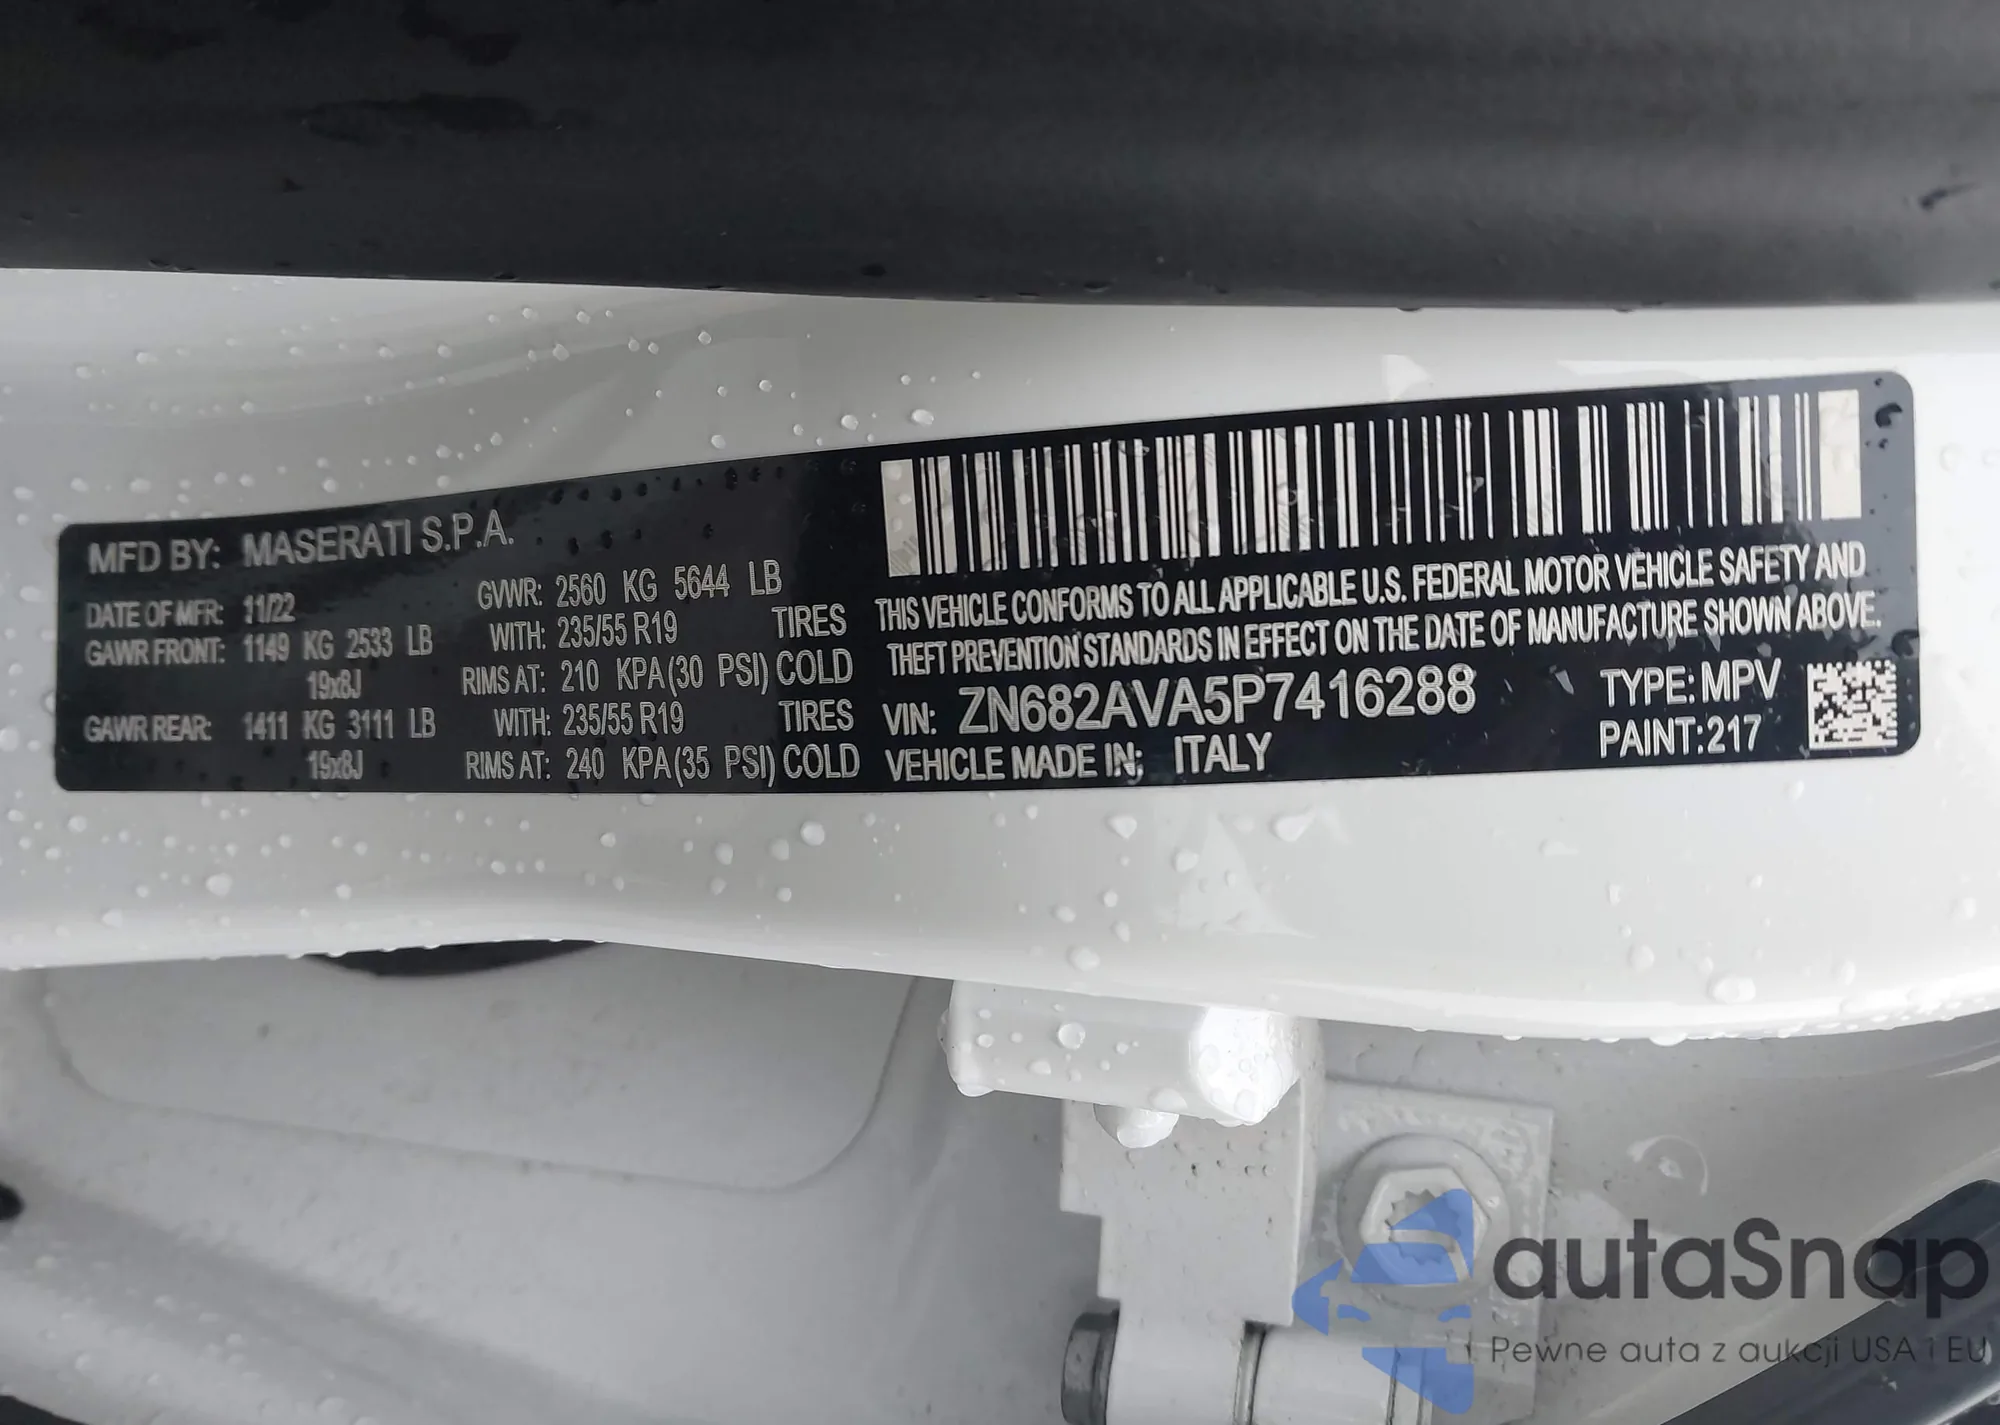 MFD BY: MASERATI S.P.A.
DATE OF MFR: 11/22 GVWR: 2560 KG 5644 LB
GAWR FRONT: 1149 KG 2533 LB WITH: 235/55 R19 TIRES
19x8J RIMS AT: 210 KPA(30 PSI) COLD
GAWR REAR: 1411 KG 3111 LB WITH: 235/55 R19 TIRES
19x8J RIMS AT: 240 KPA(35 PSI) COLD
THIS VEHICLE CONFORMS TO ALL APPLICABLE U.S. FEDERAL MOTOR VEHICLE SAFETY AND
THEFT PREVENTION STANDARDS IN EFFECT ON THE DATE OF MANUFACTURE SHOWN ABOVE.
VIN: ZN682AVA5P7416288 TYPE: MPV
VEHICLE MADE IN: ITALY PAINT: 217
autaSnap
Pewne auta z aukcji USA i EU